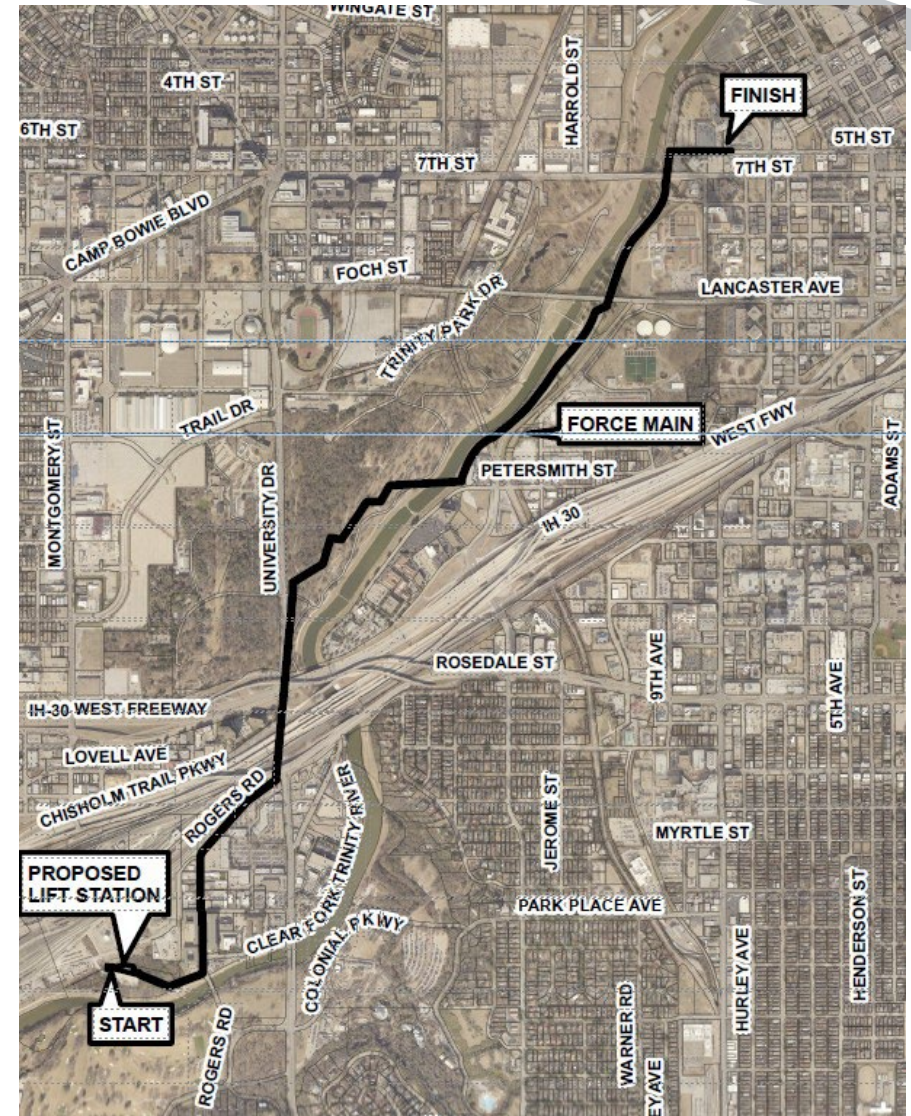 WINGATE ST
4TH ST
HARROLD ST
FINISH
6TH ST
5TH ST
7TH ST
7TH ST
CAMP BOWIE BLVD
FOCH ST
LANCASTER AVE
TRINITY PARK DR
TRAIL DR
FORCE MAIN
WEST FWY
MONTGOMERY ST
ADAMS ST
PETERSMITH ST
UNIVERSITY DR
IH 30
ROSEDALE ST
9TH AVE
5TH AVE
IH-30 WEST FREEWAY
LOVELL AVE
CHISHOLM TRAIL PKWY
ROGERS RD
JEROME ST
MYRTLE ST
PROPOSED
LIFT STATION
CLEAR FORK TRINITY RIVER
PARK PLACE AVE
COLONIAL PKWY
HENDERSON ST
HURLEY AVE
START
ROGERS RD
WARNER RD
EY AVE